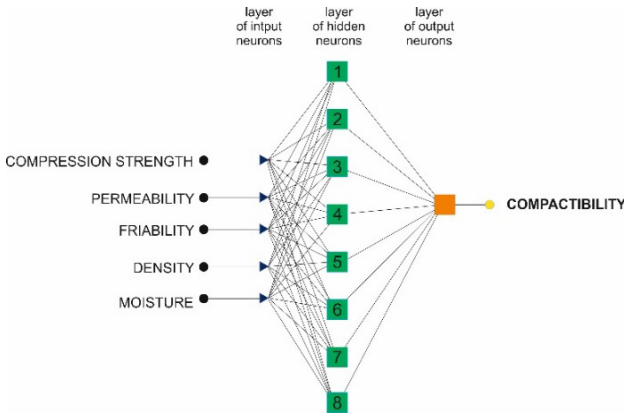 layer
of intput
neurons
layer
of hidden
neurons
layer
of output
neurons
1
2
3
COMPRESSION STRENGTH
PERMEABILITY
4
COMPACTIBILITY
FRIABILITY
5
DENSITY
MOISTURE
6
7
8